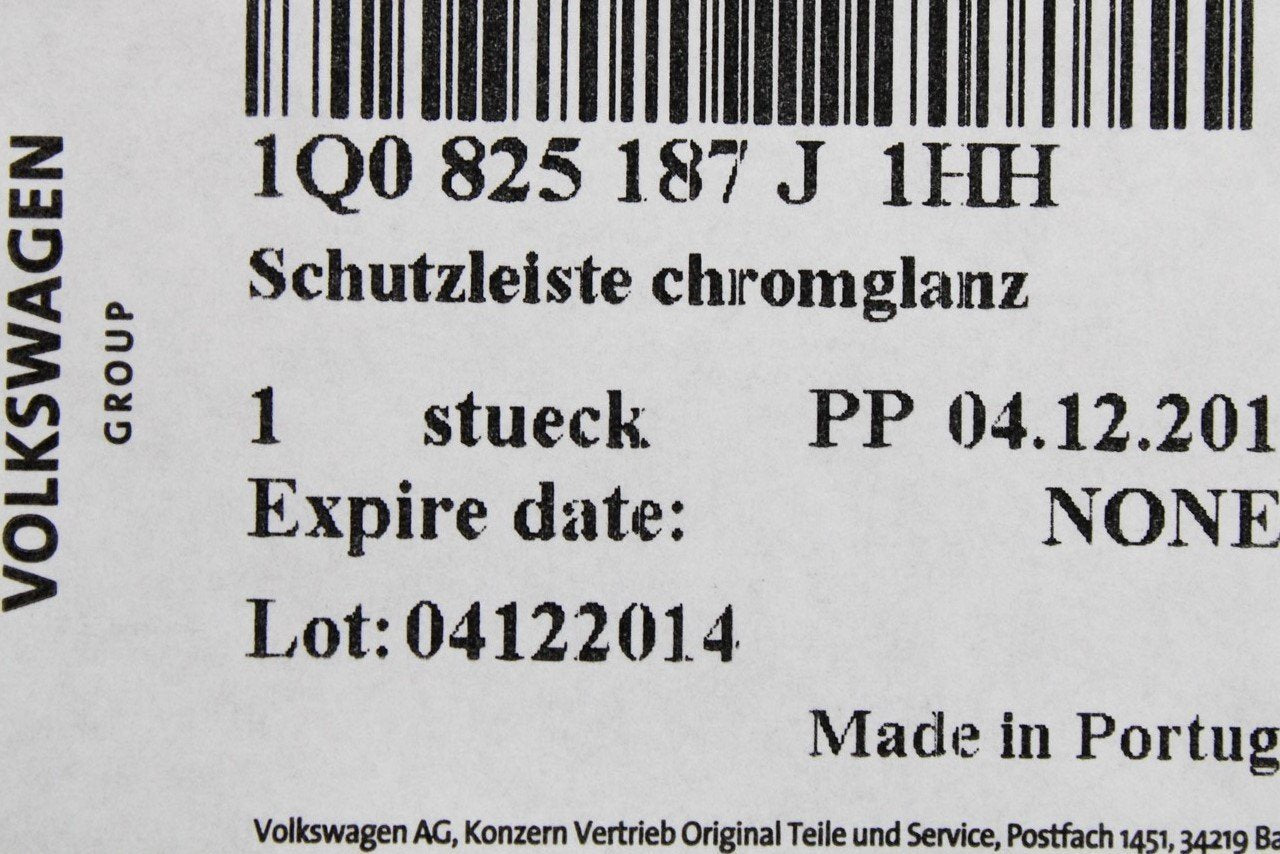 VOLKSWAGEN
GROUP
1Q0 825 187 J 1HH
Schutzleiste chromglanz
1 stueck PP 04.12.201
Expire date: NONE
Lot: 04122014
Made in Portug
Volkswagen AG, Konzern Vertrieb Original Teile und Service, Postfach 1451, 34219 Ba